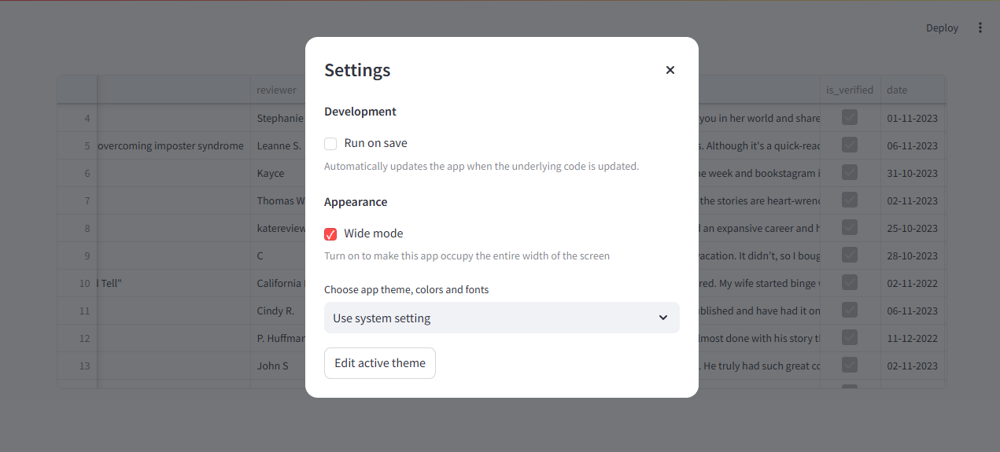 Deploy
Settings
Development
Run on save
Automatically updates the app when the underlying code is updated.
Appearance
Wide mode
Turn on to make this app occupy the entire width of the screen
Choose app theme, colors and fonts
Use system setting
Edit active theme
reviewer is_verified date
4 Stephanie you in her world and share 01-11-2023
5 overcoming imposter syndrome Leanne S. s. Although it's a quick-read 06-11-2023
6 Kayce week and bookstagram 31-10-2023
7 Thomas W the stories are heart-wrenc 02-11-2023
8 katereview an expansive career and h 25-10-2023
9 C vacation. It didn't, so I boug 28-10-2023
10 Tell" California red. My wife started binge 02-11-2022
11 Cindy R. blished and have had it on 06-11-2023
12 P. Huffmar lmost done with his story 11-12-2022
13 John S . He truly had such great 02-11-2023